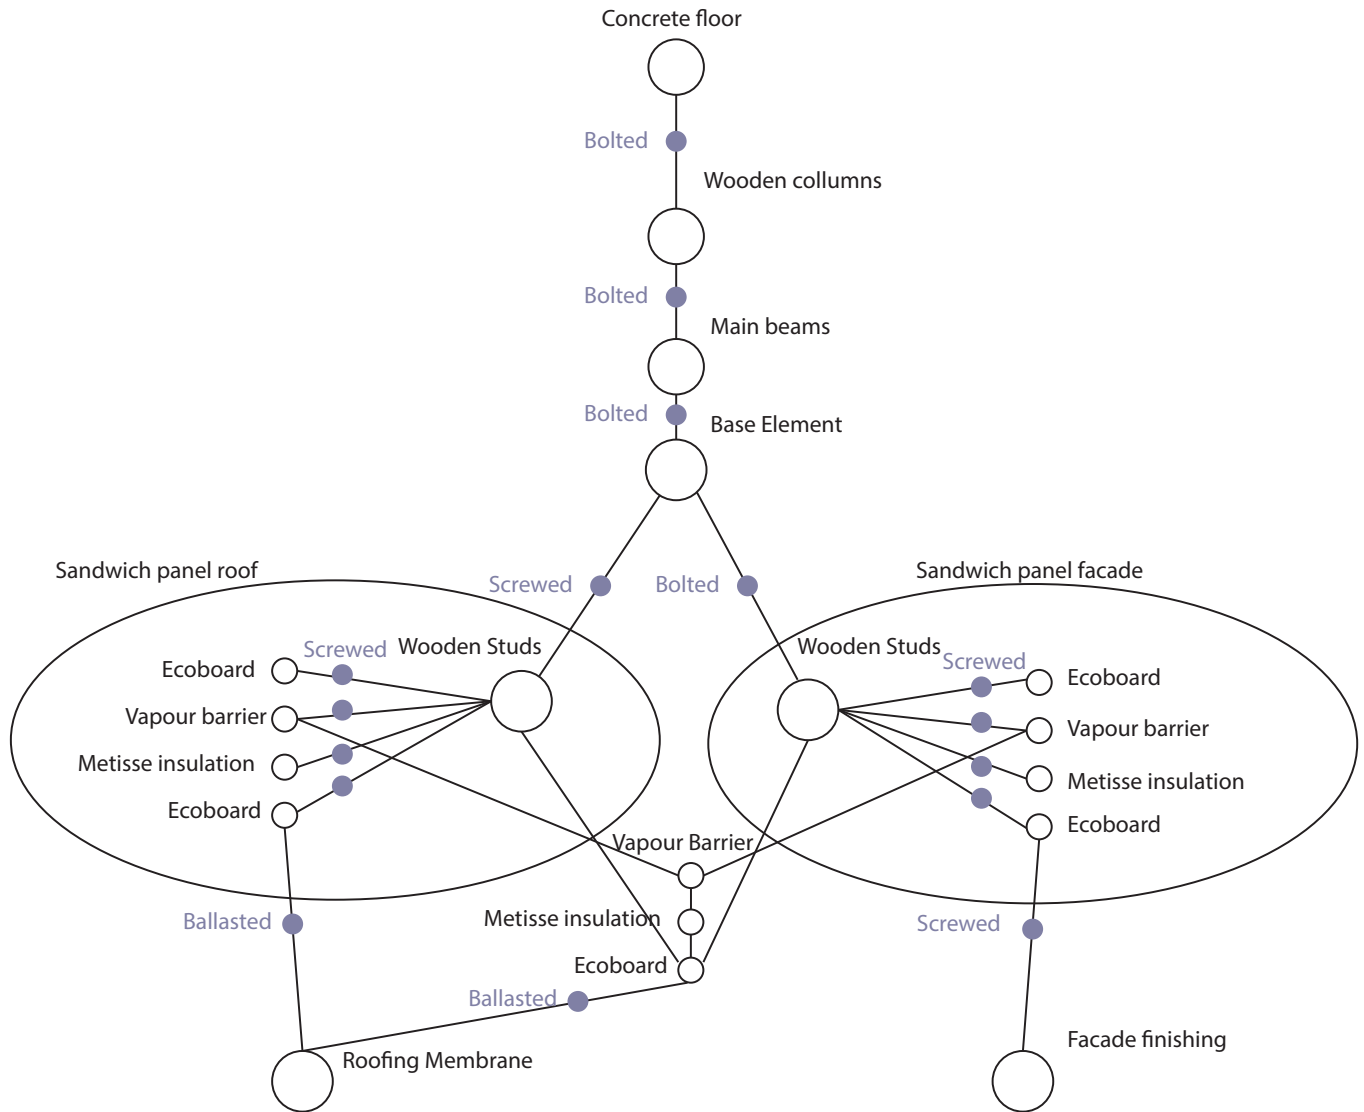 Concrete floor
Bolted
Wooden collumns
Bolted
Main beams
Bolted
Base Element
Sandwich panel roof
Screwed
Bolted
Sandwich panel facade
Screwed
Wooden Studs
Wooden Studs
Screwed
Ecoboard
Ecoboard
Vapour barrier
Vapour barrier
Metisse insulation
Metisse insulation
Ecoboard
Ecoboard
Vapour Barrier
Ballasted
Metisse insulation
Screwed
Ecoboard
Ballasted
Roofing Membrane
Facade finishing